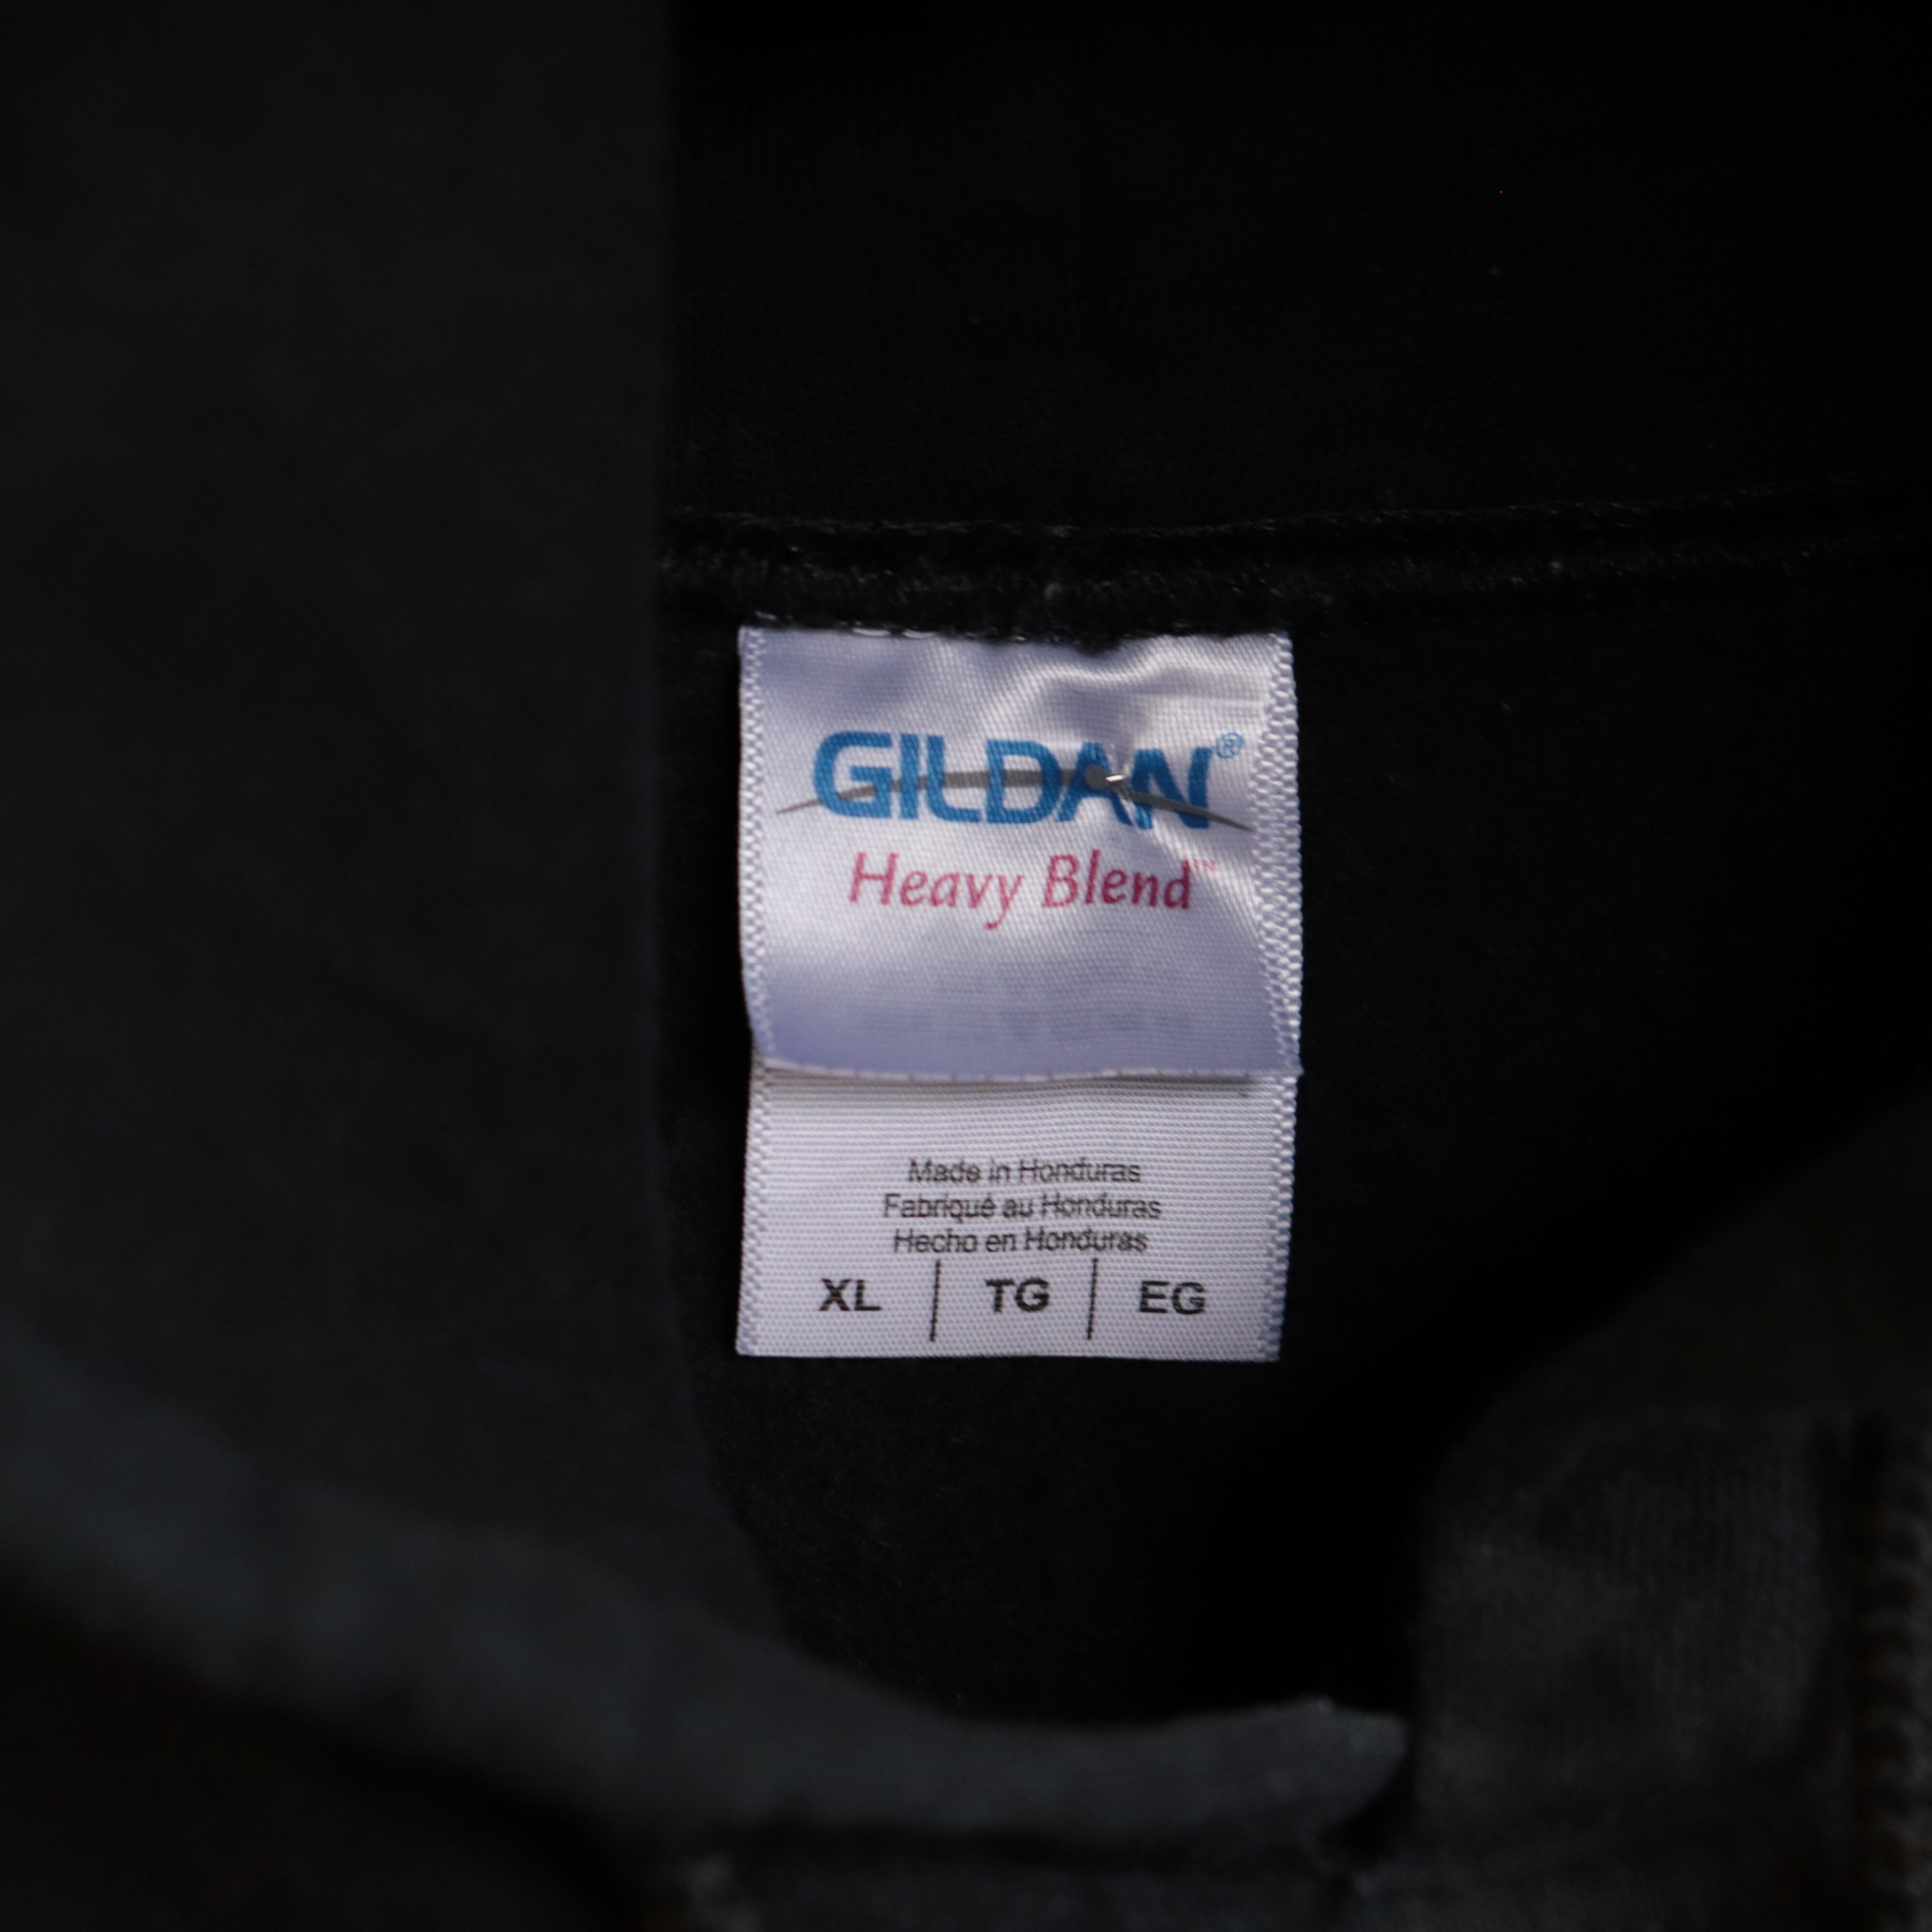 GILDAN®
Heavy Blend™
Made in Honduras
Fabriqué au Honduras
Hecho en Honduras
XL | TG | EG